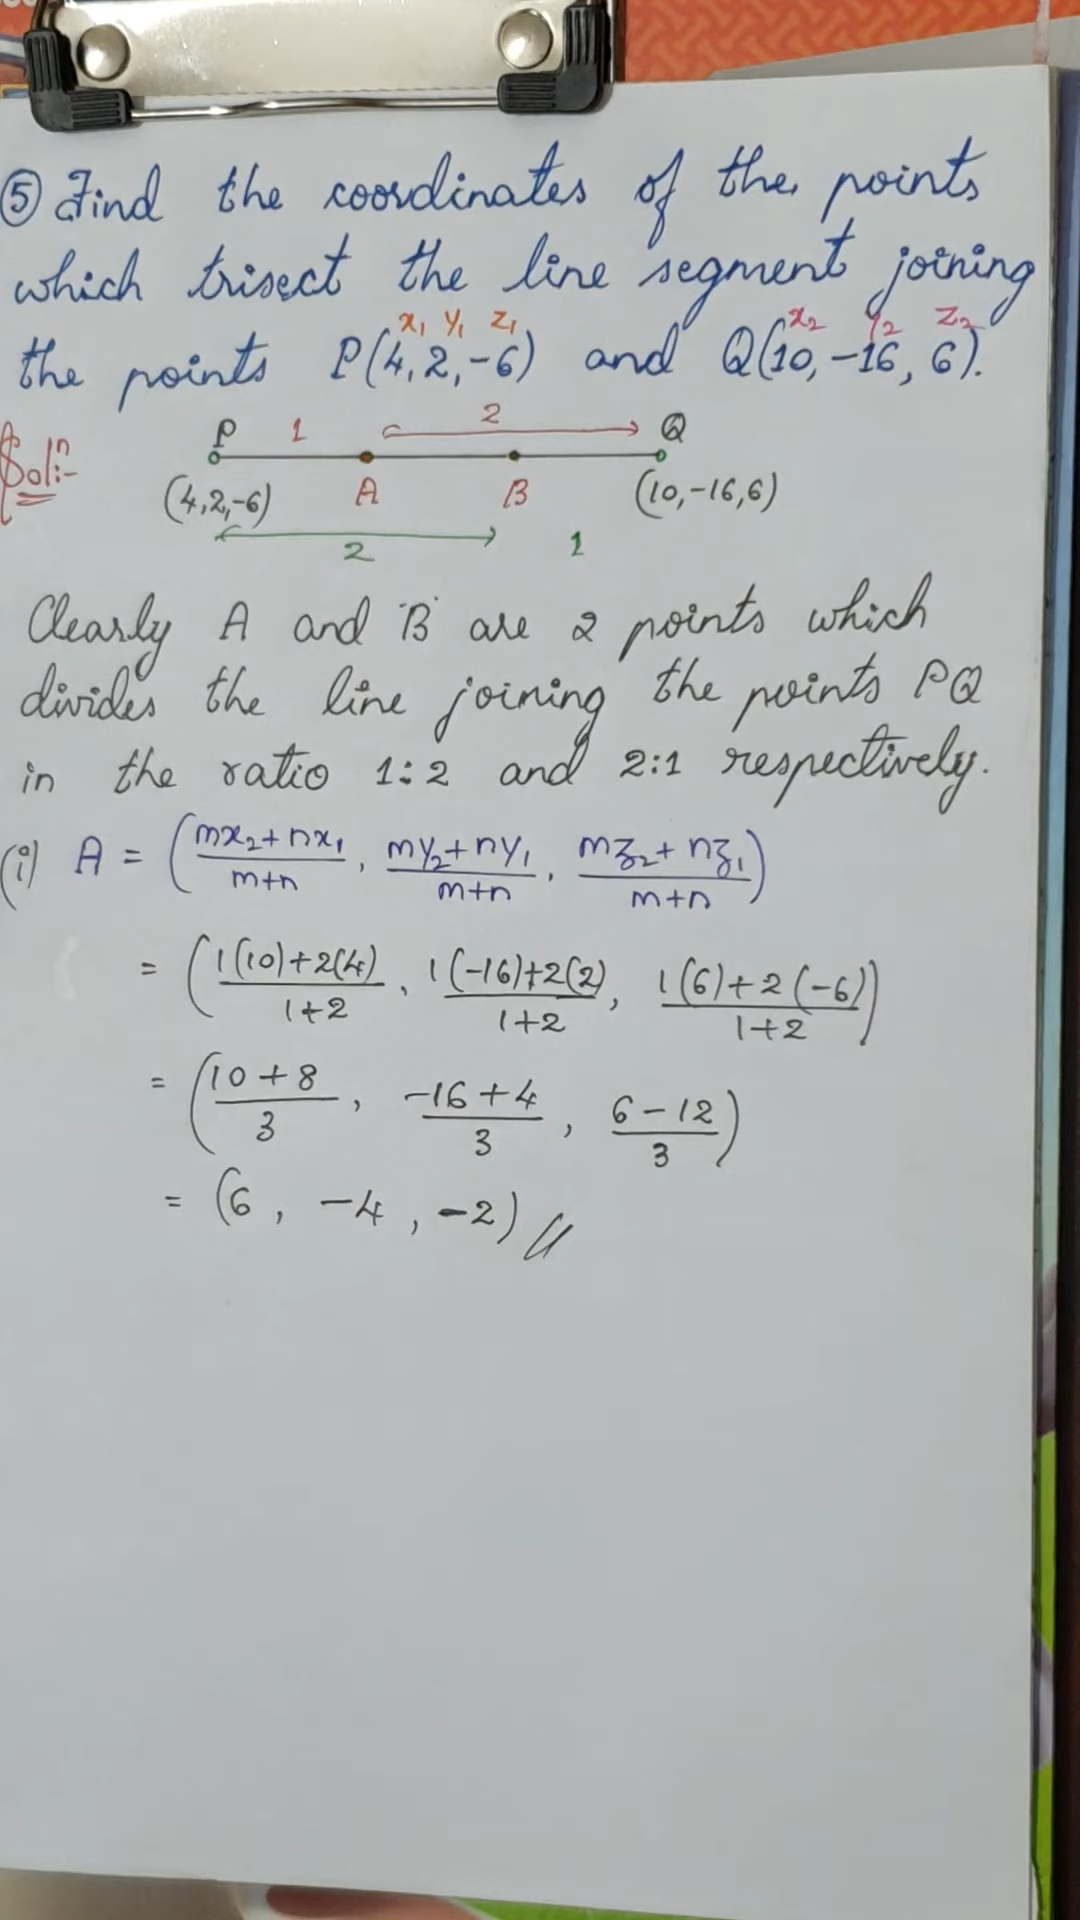 ⑤ Find the coordinates of the points
which trisect the line segment joining
x₁ y₁ z₁ x₂ y₂ z₂
the points P(4,2,-6) and Q(10,-16,6).
Solⁿ:-
P 1 2 Q
(4,2,-6) A B (10,-16,6)
2 1
Clearly A and B are 2 points which
divides the line joining the points PQ
in the ratio 1:2 and 2:1 respectively.
(i) A = ((mx₂+nx₁)/(m+n), (my₂+ny₁)/(m+n), (mz₂+nz₁)/(m+n))
= ((1(10)+2(4))/(1+2), (1(-16)+2(2))/(1+2), (1(6)+2(-6))/(1+2))
= ((10+8)/3, (-16+4)/3, (6-12)/3)
= (6, -4, -2)//